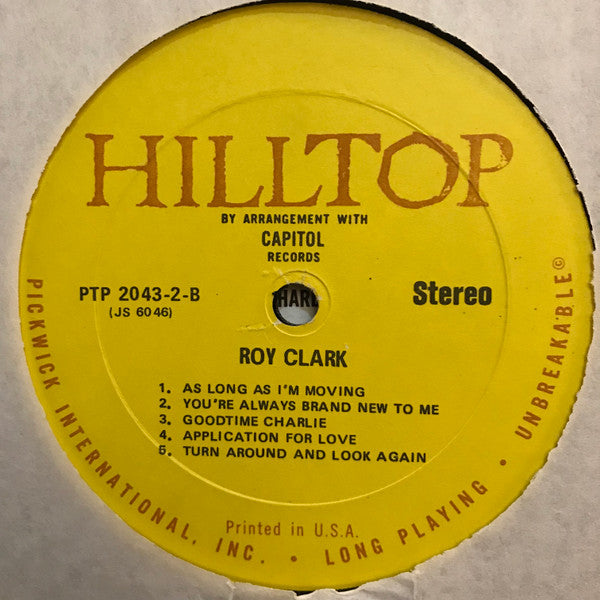 HILLTOP
BY ARRANGEMENT WITH
CAPITOL
RECORDS
PTP 2043-2-B
(JS 6046)
Stereo
ROY CLARK
1. AS LONG AS I'M MOVING
2. YOU'RE ALWAYS BRAND NEW TO ME
3. GOODTIME CHARLIE
4. APPLICATION FOR LOVE
5. TURN AROUND AND LOOK AGAIN
Printed in U.S.A.
PICKWICK INTERNATIONAL, INC. • LONG PLAYING • UNBREAKABLE©